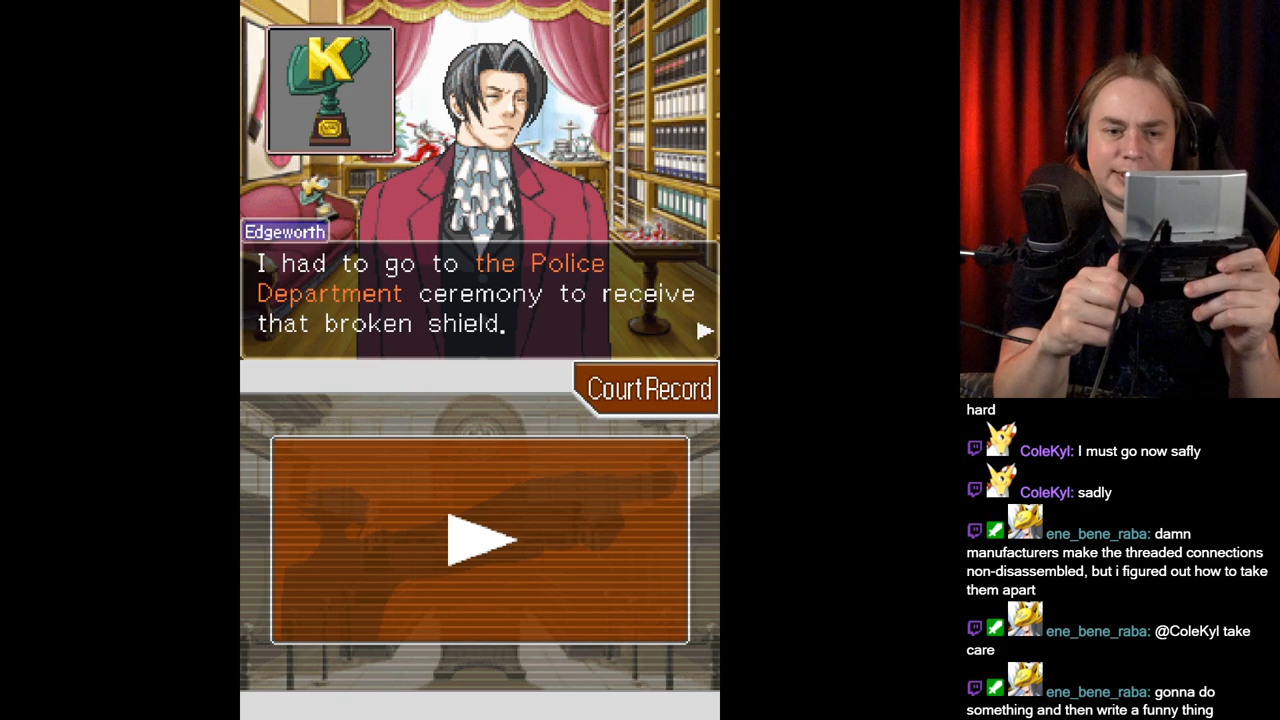 K
Edgeworth
I had to go to the Police
Department ceremony to receive
that broken shield.
Court Record
hard
ColeKyl: I must go now safly
ColeKyl: sadly
ene_bene_raba: damn
manufacturers make the threaded connections
non-disassembled, but i figured out how to take
them apart
ene_bene_raba: @ColeKyl take
care
ene_bene_raba: gonna do
something and then write a funny thing